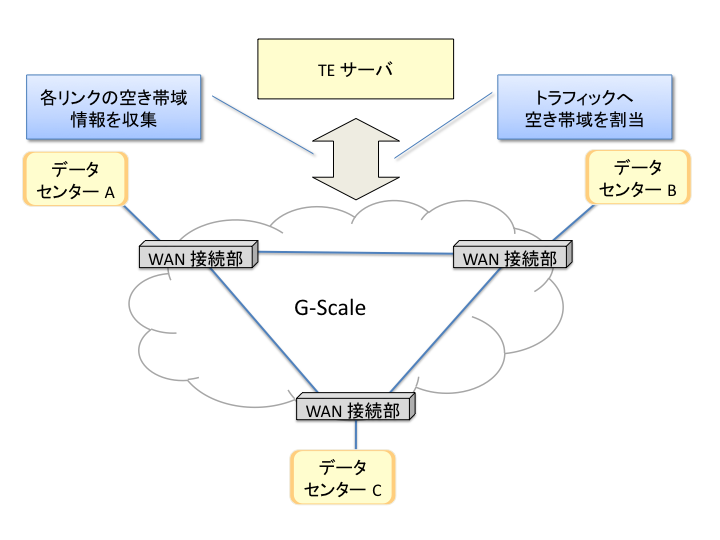 TE サーバ
各リンクの空き帯域
情報を収集
トラフィックへ
空き帯域を割当
データ
センター A
データ
センター B
WAN 接続部
WAN 接続部
G-Scale
WAN 接続部
データ
センター C